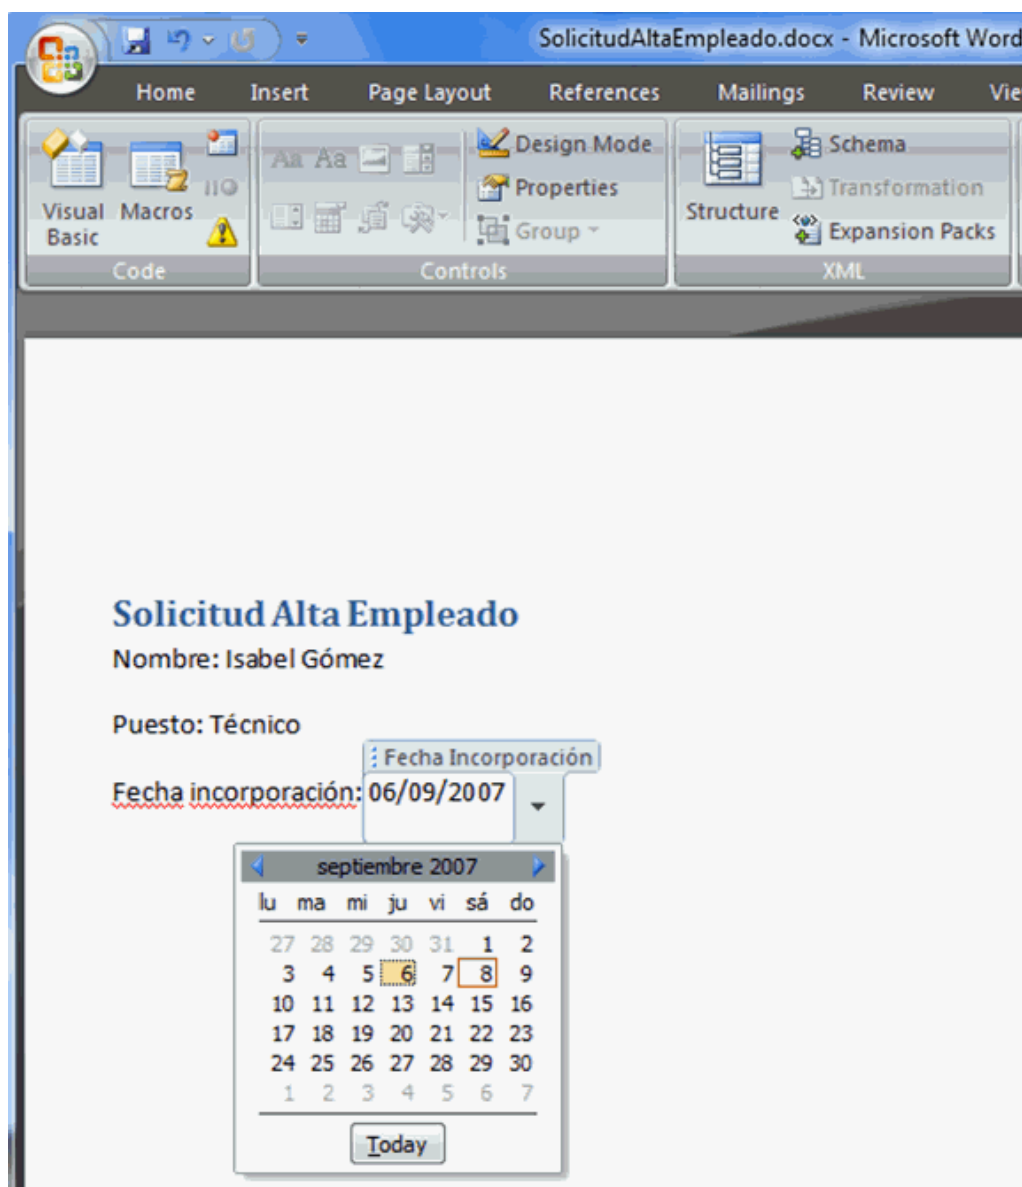 SolicitudAltaEmpleado.docx - Microsoft Word
Home Insert Page Layout References Mailings Review Vie
Aa Aa Design Mode Schema
Properties Transformation
Visual Basic Macros Group Structure Expansion Packs
Code Controls XML
Solicitud Alta Empleado
Nombre: Isabel Gómez
Puesto: Técnico
Fecha Incorporación
Fecha incorporación: 06/09/2007
septiembre 2007
lu ma mi ju vi sá do
27 28 29 30 31 1 2
3 4 5 6 7 8 9
10 11 12 13 14 15 16
17 18 19 20 21 22 23
24 25 26 27 28 29 30
1 2 3 4 5 6 7
Today